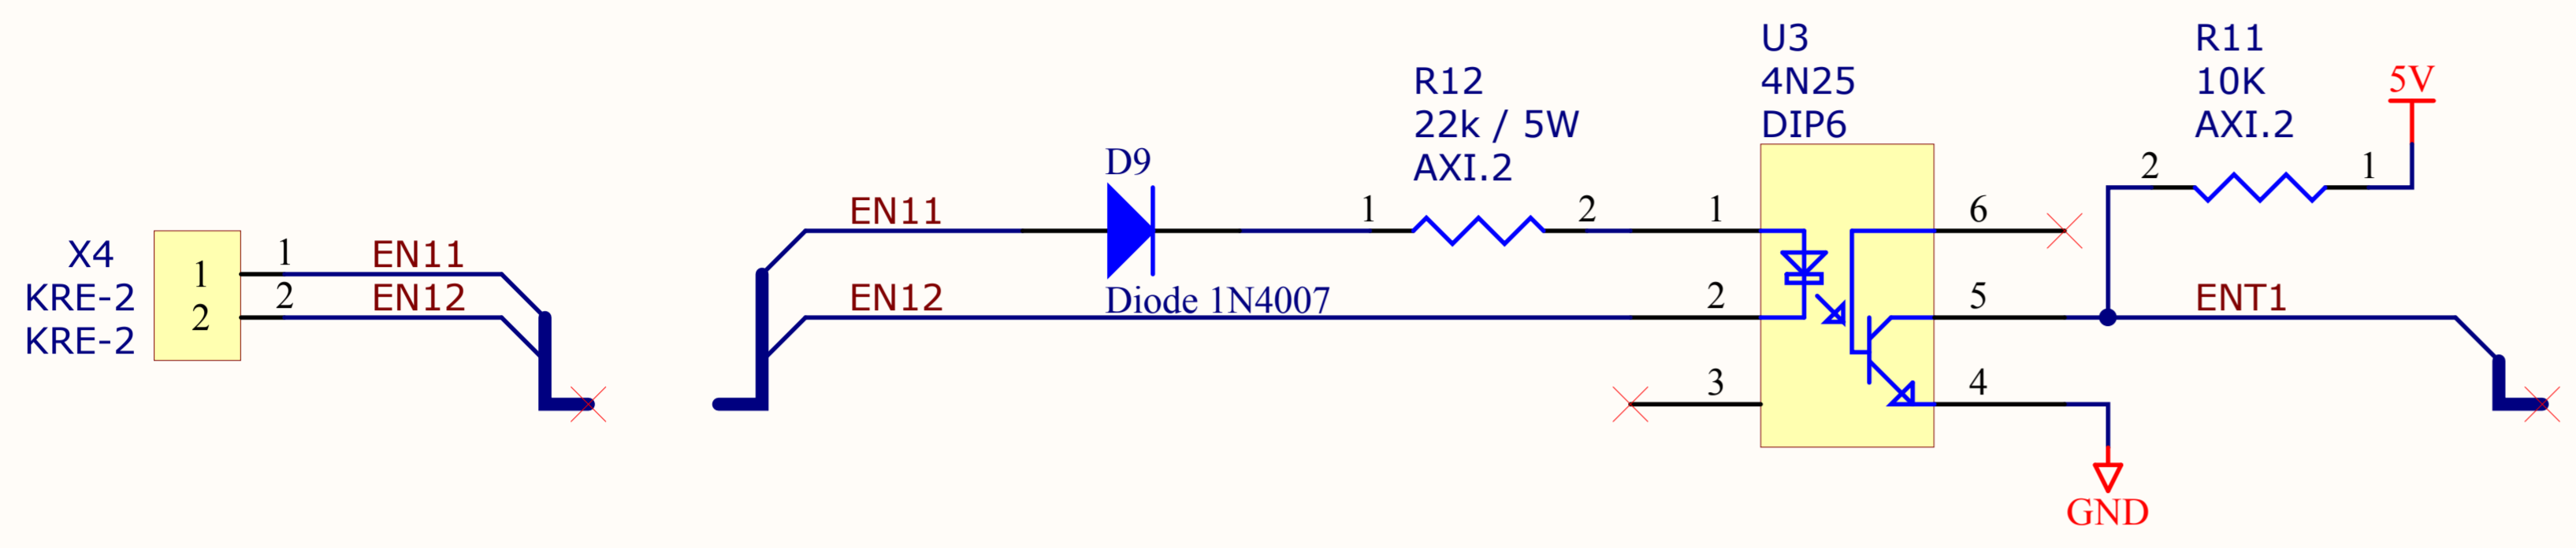 X4
KRE-2
KRE-2
1
2
1
2
EN11
EN12
EN11
EN12
D9
Diode 1N4007
R12
22k / 5W
AXI.2
1
2
U3
4N25
DIP6
1
2
3
6
5
4
R11
10K
AXI.2
2
1
5V
ENT1
GND